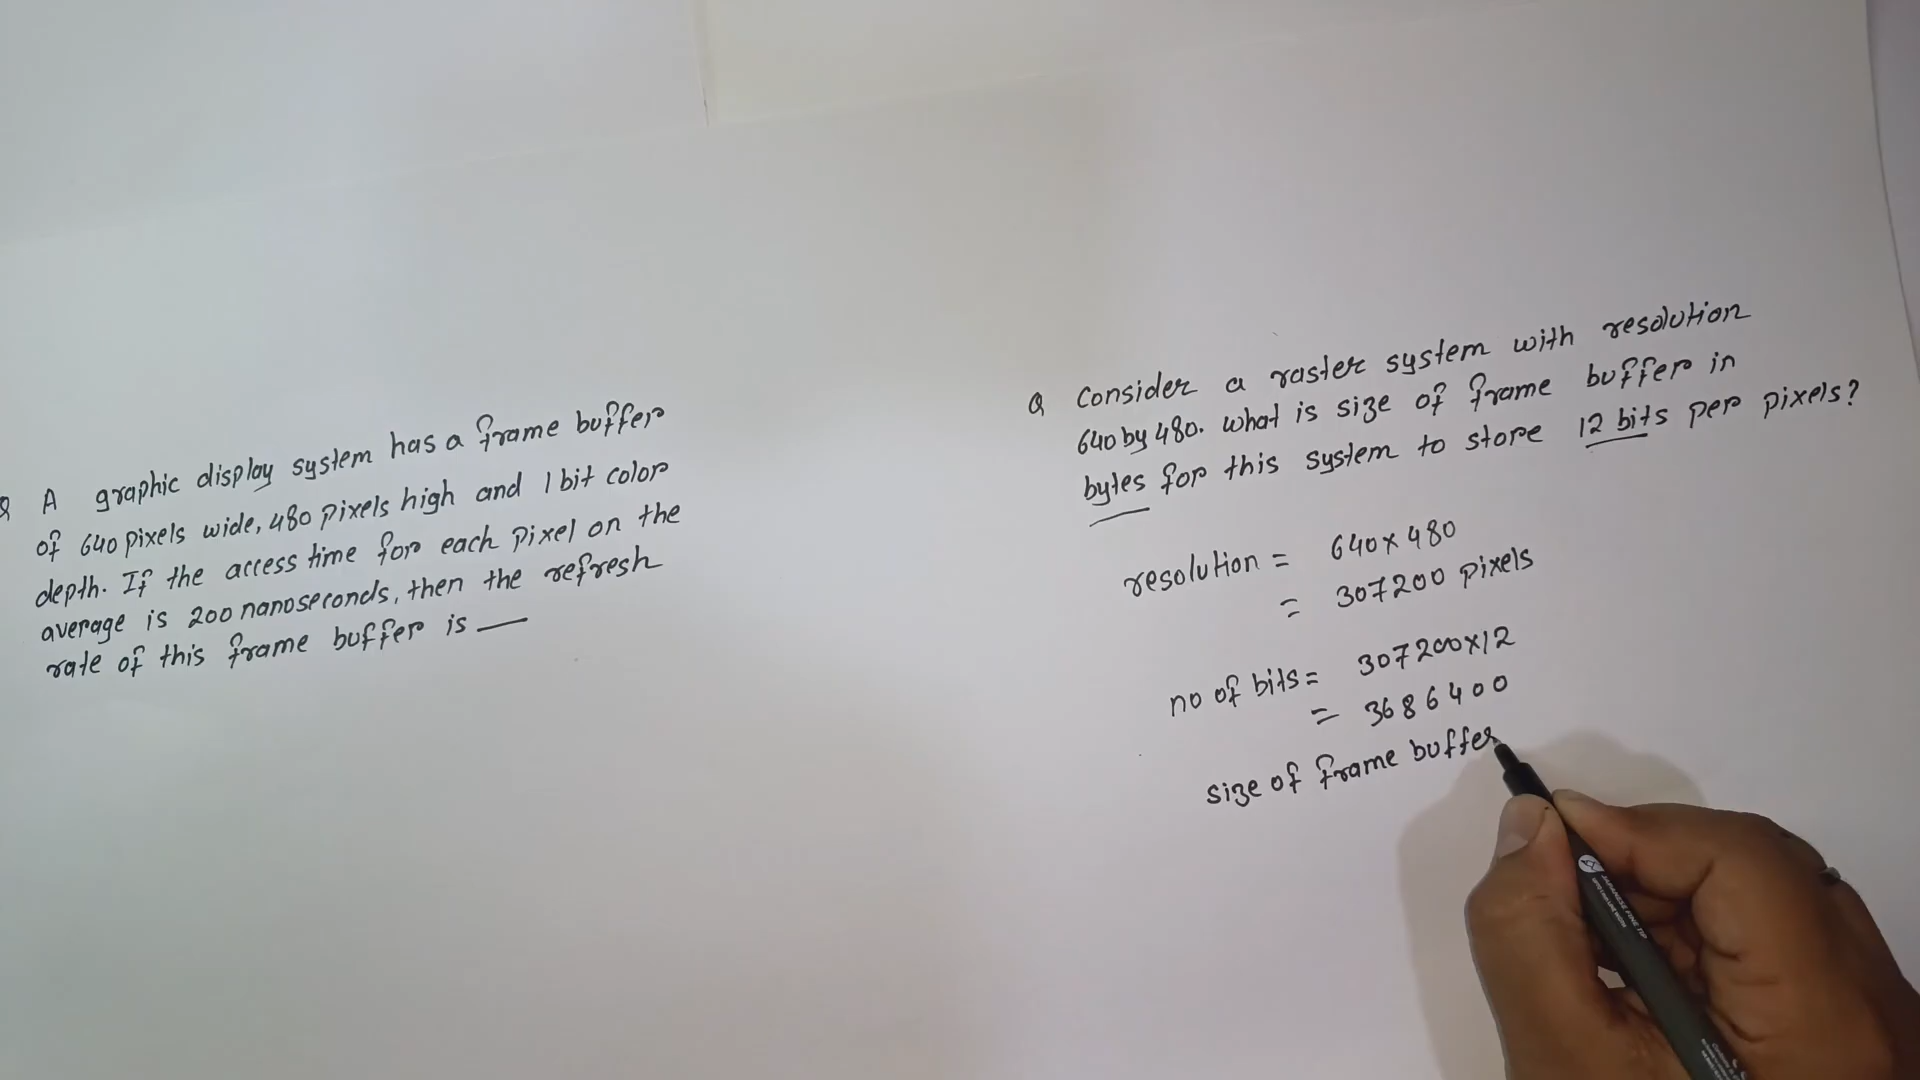 Q A graphic display system has a frame buffer
of 640 pixels wide, 480 pixels high and 1 bit color
depth. If the access time for each pixel on the
average is 200 nanoseconds, then the refresh
rate of this frame buffer is __
Q Consider a raster system with resolution
640 by 480. What is size of frame buffer in
bytes for this system to store 12 bits per pixels?
resolution = 640 x 480
= 307200 pixels
no of bits = 307200x12
= 3686400
size of frame buffer
JAPANESE FINE TIP